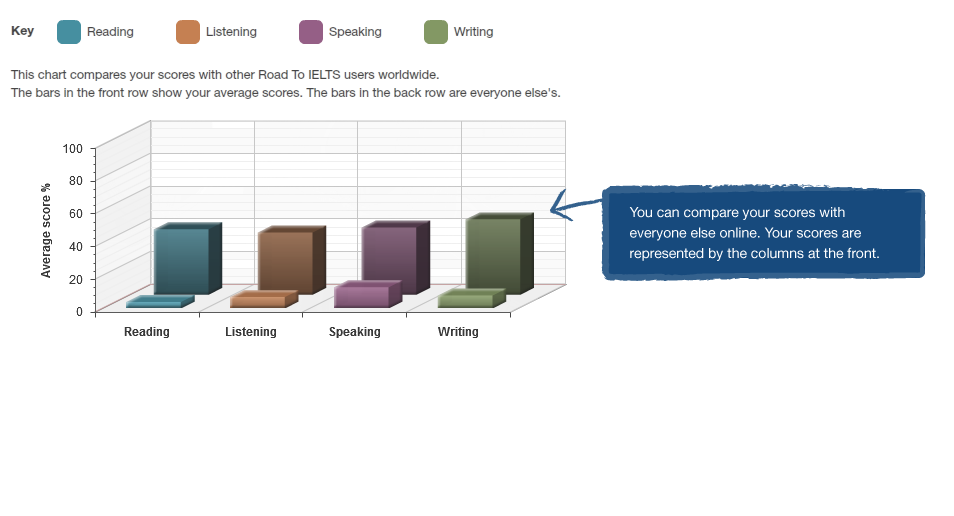 Key Reading Listening Speaking Writing
This chart compares your scores with other Road To IELTS users worldwide.
The bars in the front row show your average scores. The bars in the back row are everyone else's.
100
80
60
40
20
0
Average score %
Reading Listening Speaking Writing
You can compare your scores with
everyone else online. Your scores are
represented by the columns at the front.